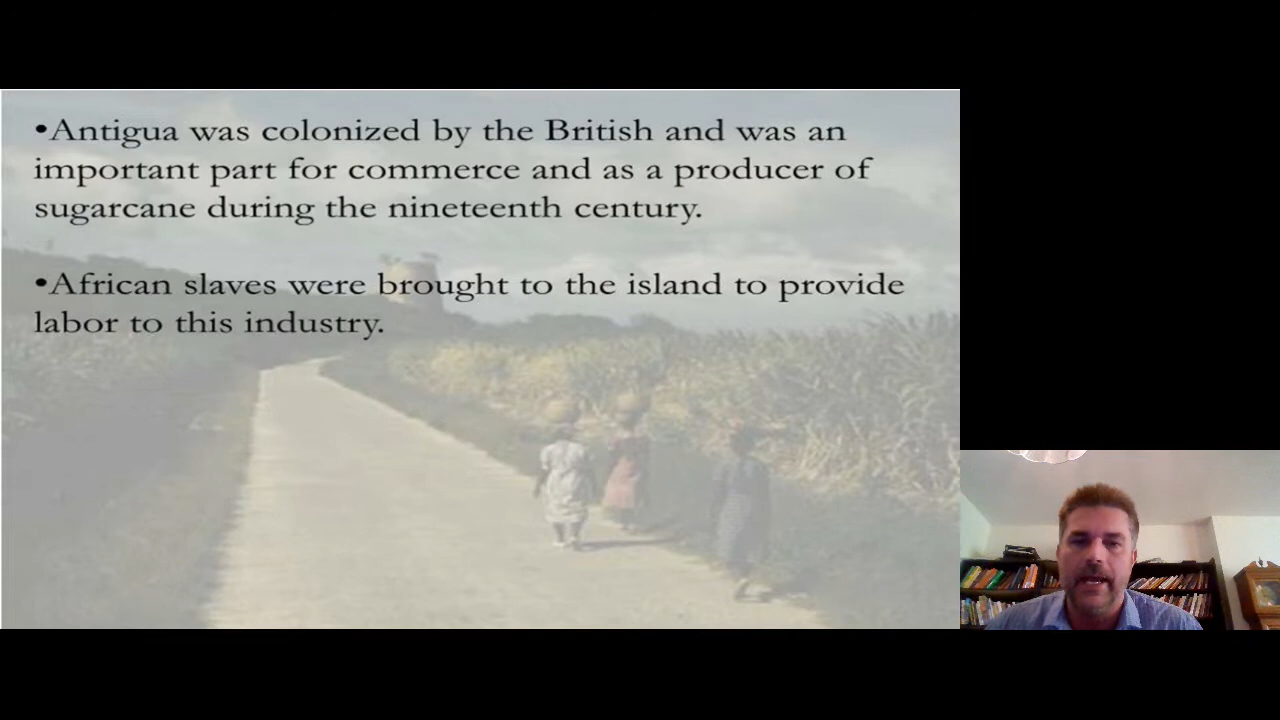 •Antigua was colonized by the British and was an
important part for commerce and as a producer of
sugarcane during the nineteenth century.
•African slaves were brought to the island to provide
labor to this industry.